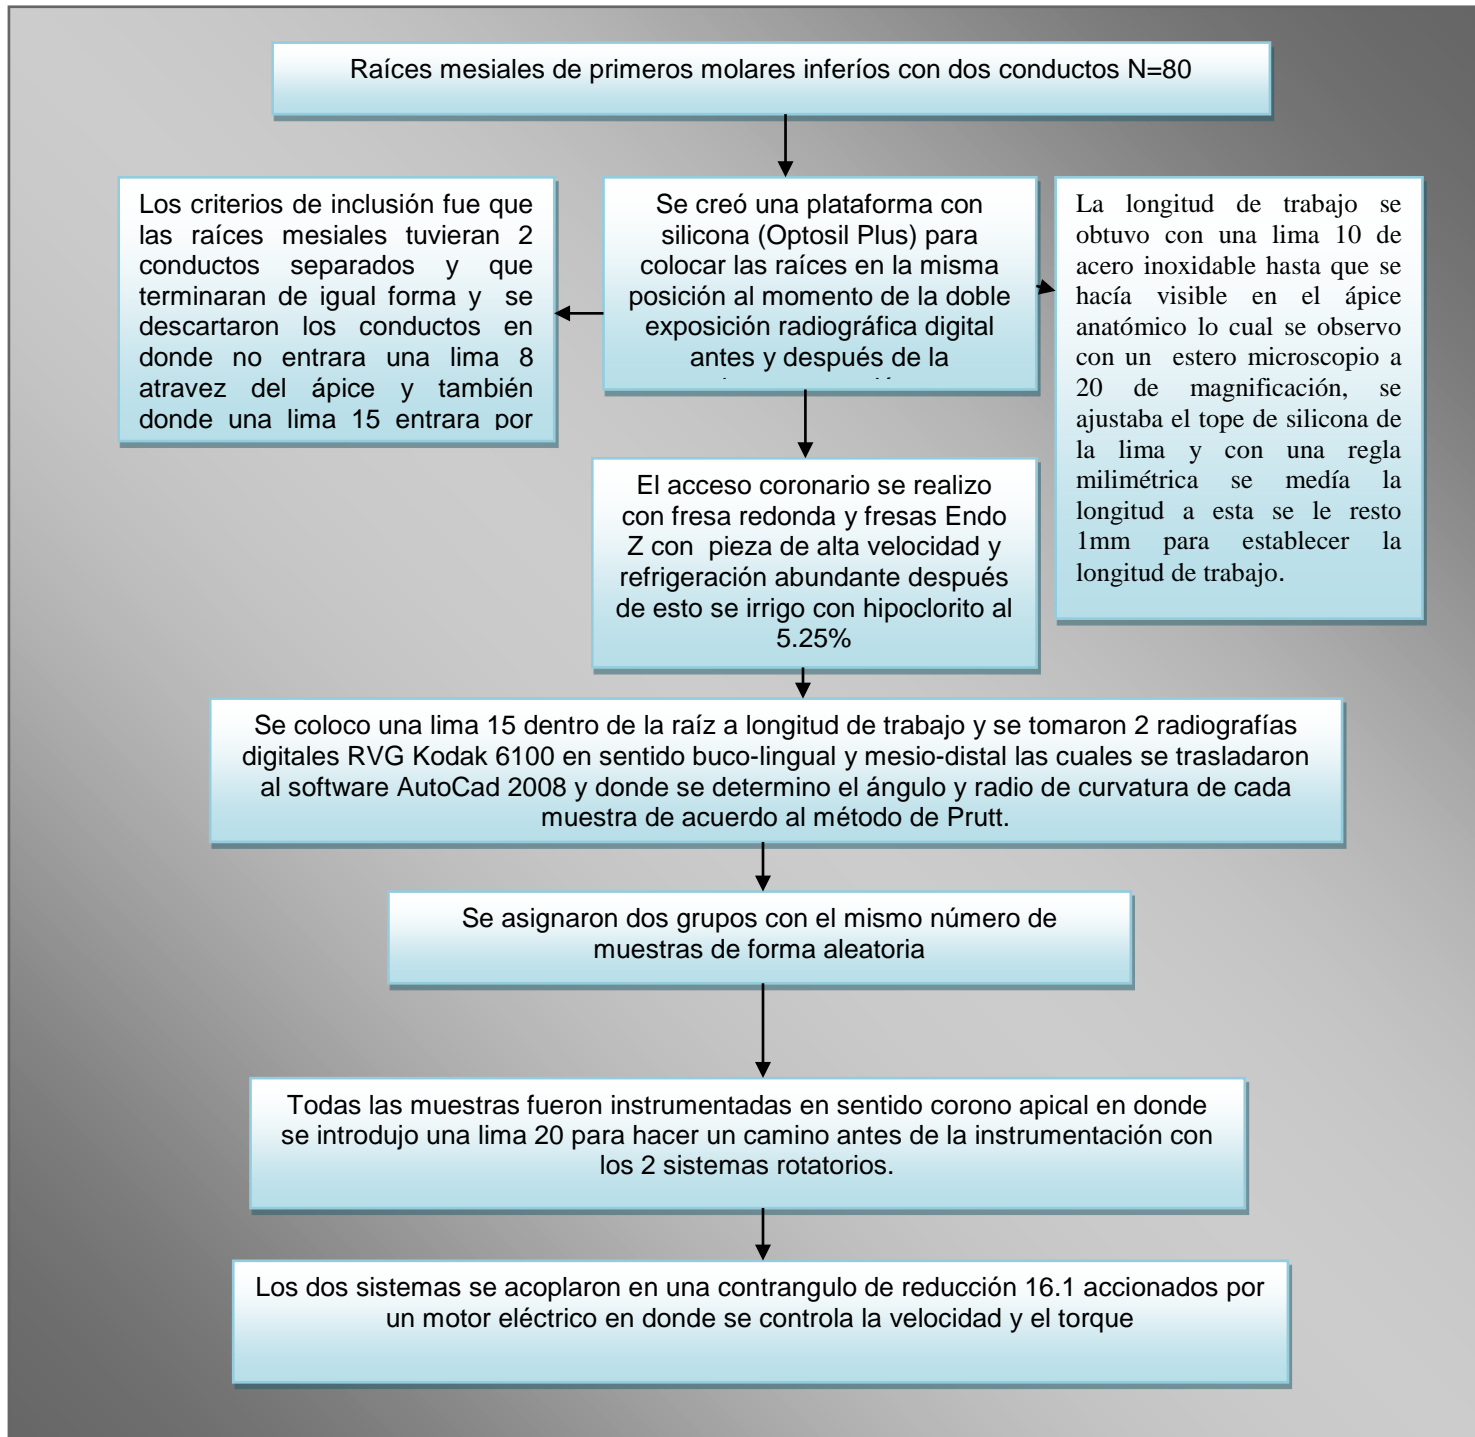 Raíces mesiales de primeros molares inferíos con dos conductos N=80
Los criterios de inclusión fue que
las raíces mesiales tuvieran 2
conductos separados y que
terminaran de igual forma y se
descartaron los conductos en
donde no entrara una lima 8
atravez del ápice y también
donde una lima 15 entrara por
Se creó una plataforma con
silicona (Optosil Plus) para
colocar las raíces en la misma
posición al momento de la doble
exposición radiográfica digital
antes y después de la
La longitud de trabajo se
obtuvo con una lima 10 de
acero inoxidable hasta que se
hacía visible en el ápice
anatómico lo cual se observo
con un estero microscopio a
20 de magnificación, se
ajustaba el tope de silicona de
la lima y con una regla
milimétrica se medía la
longitud a esta se le resto
1mm para establecer la
longitud de trabajo.
El acceso coronario se realizo
con fresa redonda y fresas Endo
Z con pieza de alta velocidad y
refrigeración abundante después
de esto se irrigo con hipoclorito al
5.25%
Se coloco una lima 15 dentro de la raíz a longitud de trabajo y se tomaron 2 radiografías
digitales RVG Kodak 6100 en sentido buco-lingual y mesio-distal las cuales se trasladaron
al software AutoCad 2008 y donde se determino el ángulo y radio de curvatura de cada
muestra de acuerdo al método de Prutt.
Se asignaron dos grupos con el mismo número de
muestras de forma aleatoria
Todas las muestras fueron instrumentadas en sentido corono apical en donde
se introdujo una lima 20 para hacer un camino antes de la instrumentación con
los 2 sistemas rotatorios.
Los dos sistemas se acoplaron en una contrangulo de reducción 16.1 accionados por
un motor eléctrico en donde se controla la velocidad y el torque